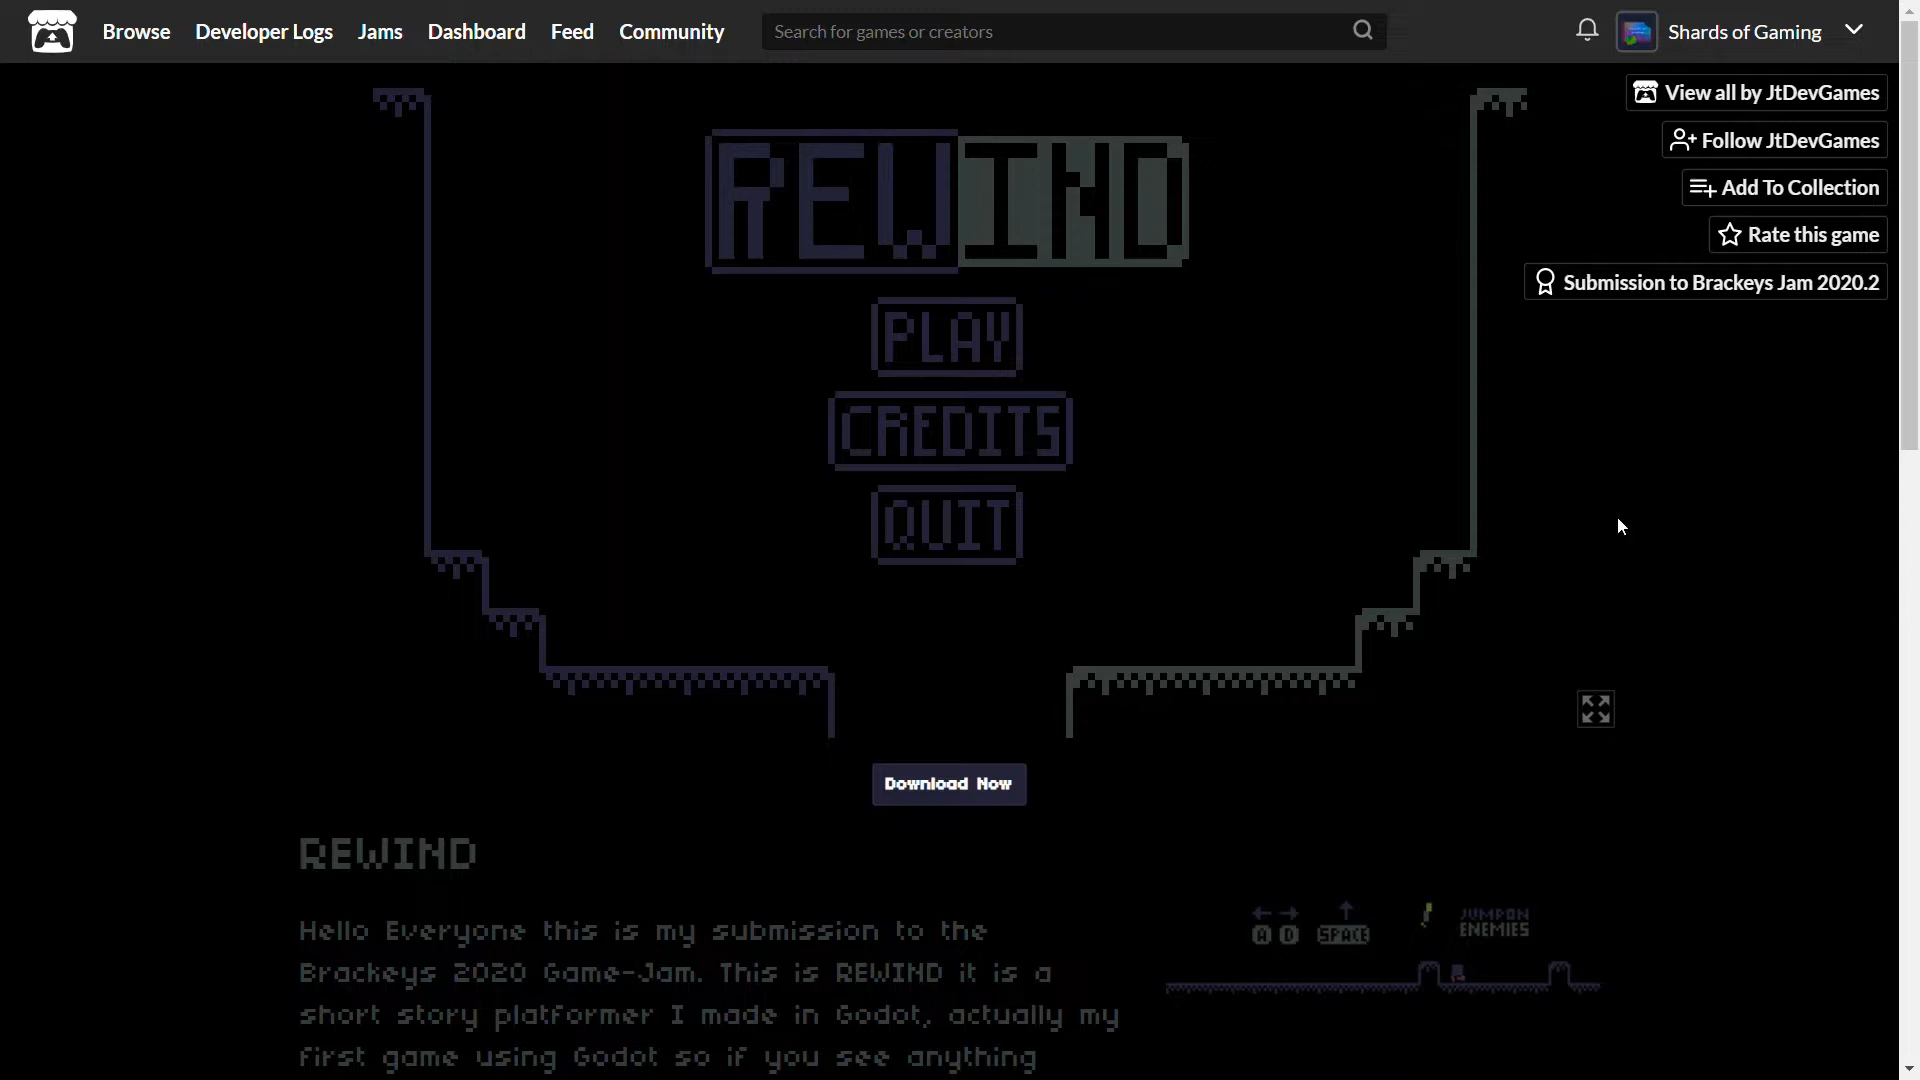 Browse Developer Logs Jams Dashboard Feed Community Search for games or creators Shards of Gaming
View all by JtDevGames
Follow JtDevGames
Add To Collection
Rate this game
Submission to Brackeys Jam 2020.2
REWIND
PLAY
CREDITS
QUIT
Download Now
REWIND
Hello Everyone this is my submission to the
Brackeys 2020 Game-Jam. This is REWIND it is a
short story platformer I made in Godot, actually my
first game using Godot so if you see anything
A D SPACE
JUMP ON
ENEMIES